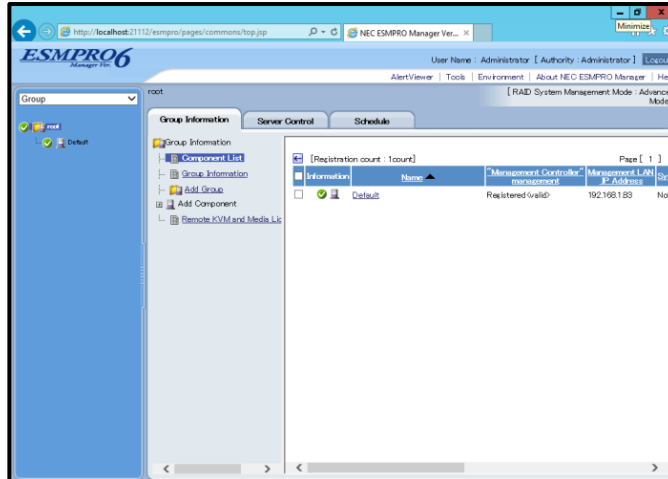 http://localhost:21112/esmpro/pages/commons/top.jsp
NEC ESMPRO Manager Ver...
Minimize
ESMPRO6
Manager Ver.
User Name : Administrator [ Authority : Administrator ]
Logout
AlertViewer | Tools | Environment | About NEC ESMPRO Manager | He
Group
root
[ RAID System Management Mode : Advance
Mode
root
Default
Group Information
Server Control
Schedule
Group Information
Component List
Group Information
Add Group
Add Component
Remote KVM and Media Lic
[Registration count : 1count]
Page [ 1 ]
Information
Name
"Management Controller" management
Management LAN IP Address
Default
Registered(valid)
192.168.1.83